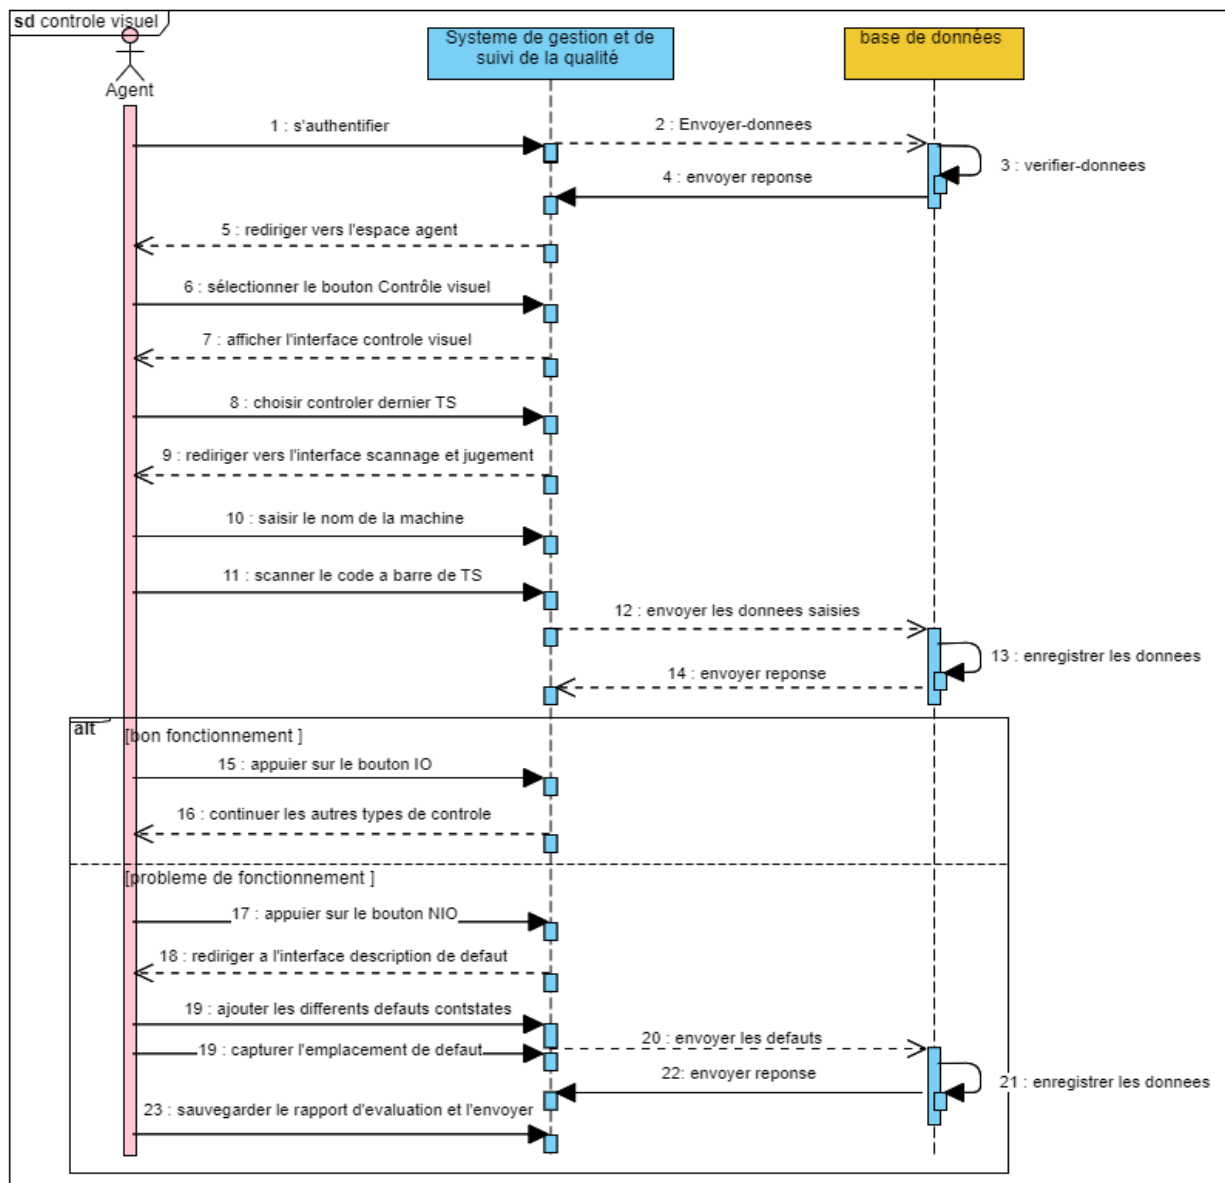 sd controle visuel
Agent
Systeme de gestion et de
suivi de la qualité
base de données
1 : s'authentifier
2 : Envoyer-donnees
3 : verifier-donnees
4 : envoyer reponse
5 : rediriger vers l'espace agent
6 : sélectionner le bouton Contrôle visuel
7 : afficher l'interface controle visuel
8 : choisir controler dernier TS
9 : rediriger vers l'interface scannage et jugement
10 : saisir le nom de la machine
11 : scanner le code a barre de TS
12 : envoyer les donnees saisies
13 : enregistrer les donnees
14 : envoyer reponse
alt
[bon fonctionnement ]
15 : appuier sur le bouton IO
16 : continuer les autres types de controle
[probleme de fonctionnement ]
17 : appuier sur le bouton NIO
18 : rediriger a l'interface description de defaut
19 : ajouter les differents defauts contstates
19 : capturer l'emplacement de defaut
20 : envoyer les defauts
21 : enregistrer les donnees
22: envoyer reponse
23 : sauvegarder le rapport d'evaluation et l'envoyer